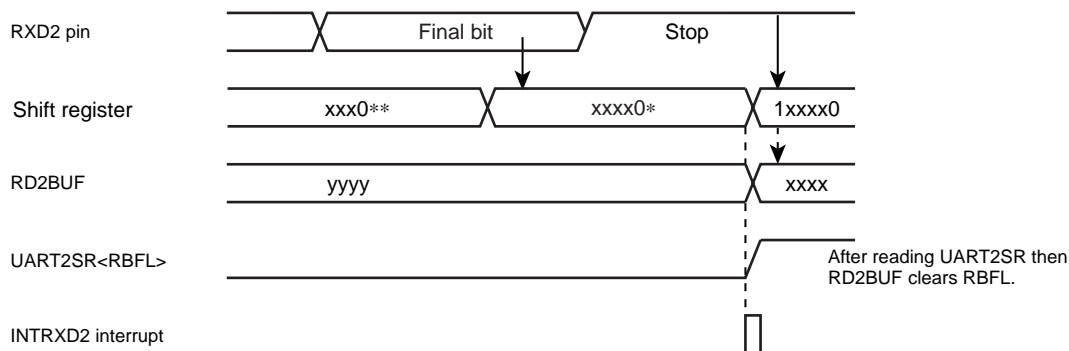 RXD2 pin Final bit Stop
Shift register xxx0** xxxx0* 1xxxx0
RD2BUF yyyy xxxx
UART2SR<RBFL> After reading UART2SR then
RD2BUF clears RBFL.
INTRXD2 interrupt